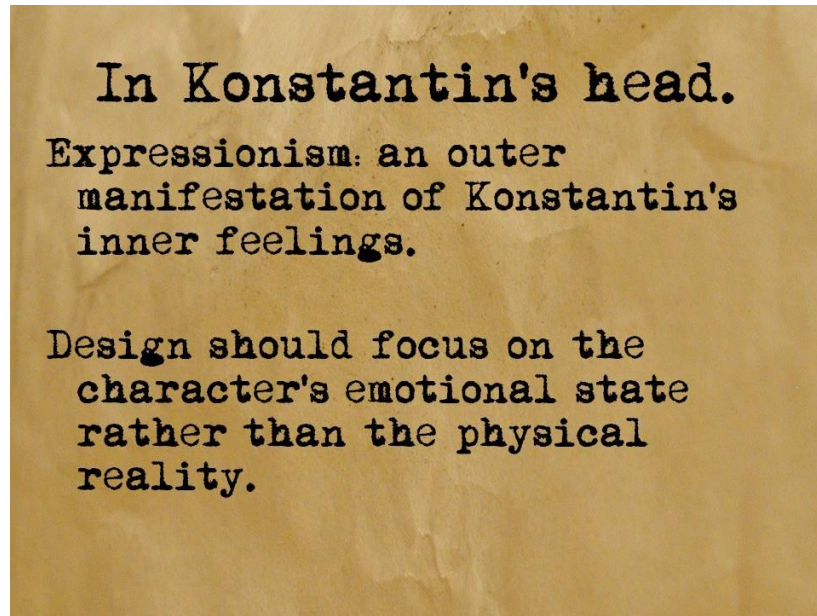 In Konstantin's head.
Expressionism: an outer
manifestation of Konstantin's
inner feelings.
Design should focus on the
character's emotional state
rather than the physical
reality.